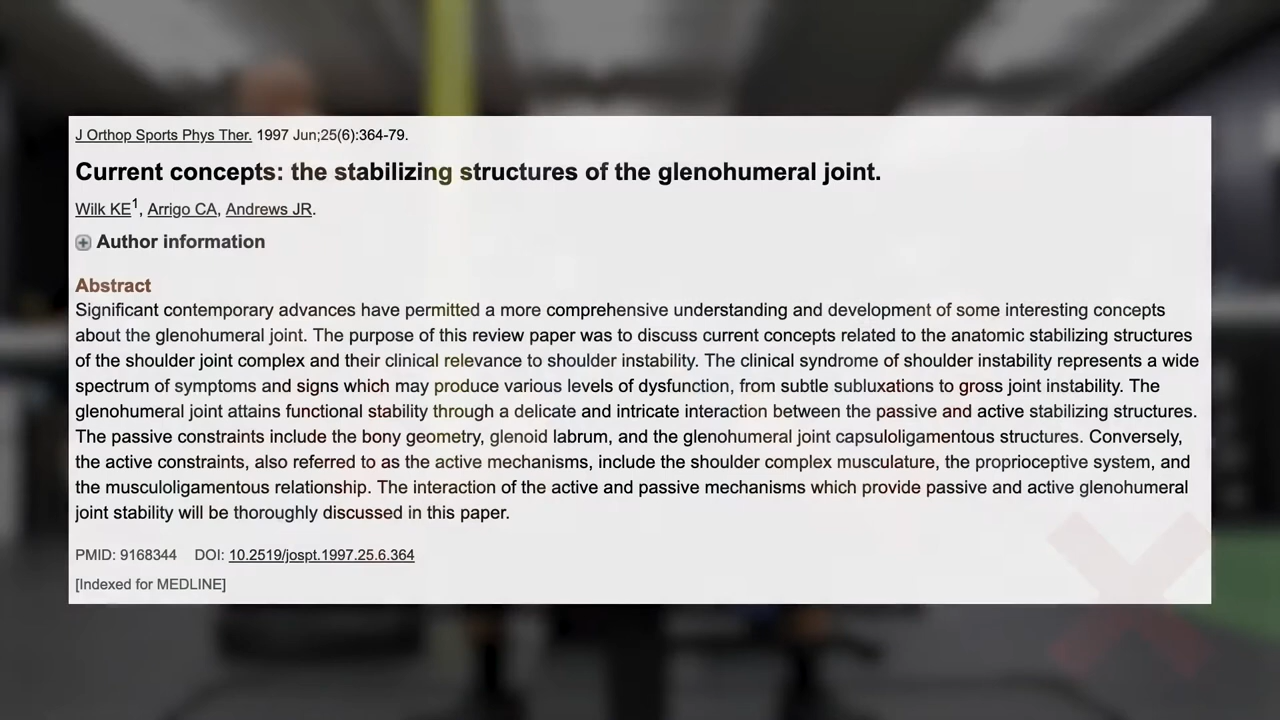 J Orthop Sports Phys Ther. 1997 Jun;25(6):364-79.
Current concepts: the stabilizing structures of the glenohumeral joint.
Wilk KE1, Arrigo CA, Andrews JR.
Author information
Abstract
Significant contemporary advances have permitted a more comprehensive understanding and development of some interesting concepts
about the glenohumeral joint. The purpose of this review paper was to discuss current concepts related to the anatomic stabilizing structures
of the shoulder joint complex and their clinical relevance to shoulder instability. The clinical syndrome of shoulder instability represents a wide
spectrum of symptoms and signs which may produce various levels of dysfunction, from subtle subluxations to gross joint instability. The
glenohumeral joint attains functional stability through a delicate and intricate interaction between the passive and active stabilizing structures.
The passive constraints include the bony geometry, glenoid labrum, and the glenohumeral joint capsuloligamentous structures. Conversely,
the active constraints, also referred to as the active mechanisms, include the shoulder complex musculature, the proprioceptive system, and
the musculoligamentous relationship. The interaction of the active and passive mechanisms which provide passive and active glenohumeral
joint stability will be thoroughly discussed in this paper.
PMID: 9168344 DOI: 10.2519/jospt.1997.25.6.364
[Indexed for MEDLINE]